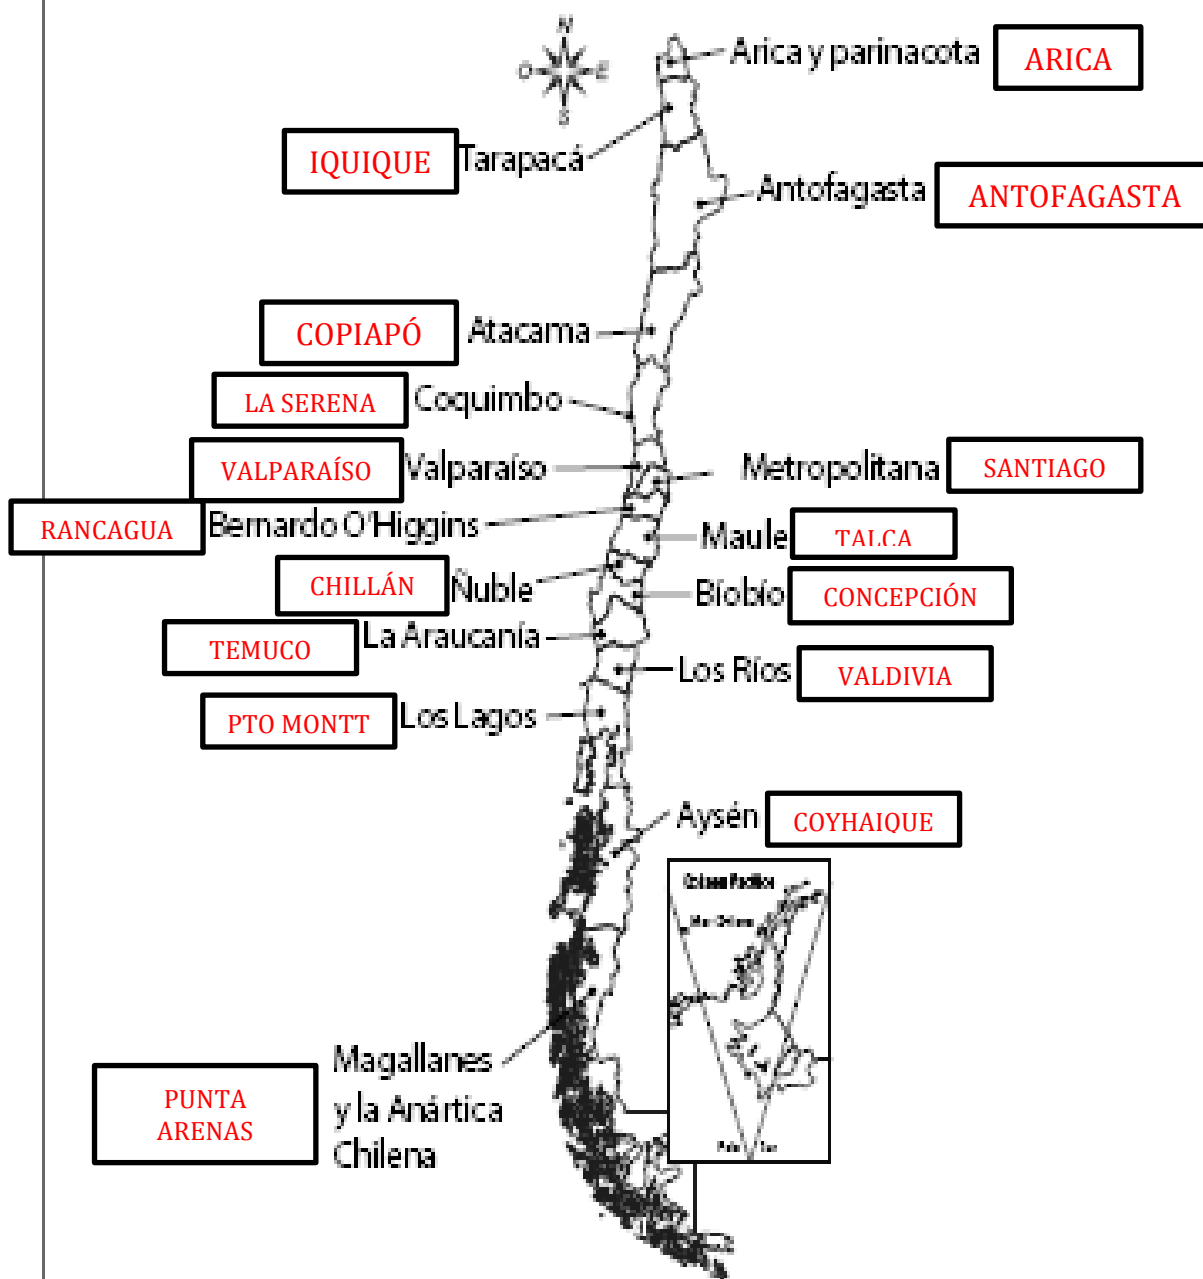 N
O E
S
Arica y parinacota
ARICA
IQUIQUE
Tarapacá
Antofagasta
ANTOFAGASTA
COPIAPÓ
Atacama
LA SERENA
Coquimbo
VALPARAÍSO
Valparaíso
Metropolitana
SANTIAGO
RANCAGUA
Bernardo O'Higgins
Maule
TALCA
CHILLÁN
Ñuble
Bíobío
CONCEPCIÓN
TEMUCO
La Araucanía
Los Ríos
VALDIVIA
PTO MONTT
Los Lagos
Aysén
COYHAIQUE
Magallanes
y la Anártica
Chilena
PUNTA
ARENAS